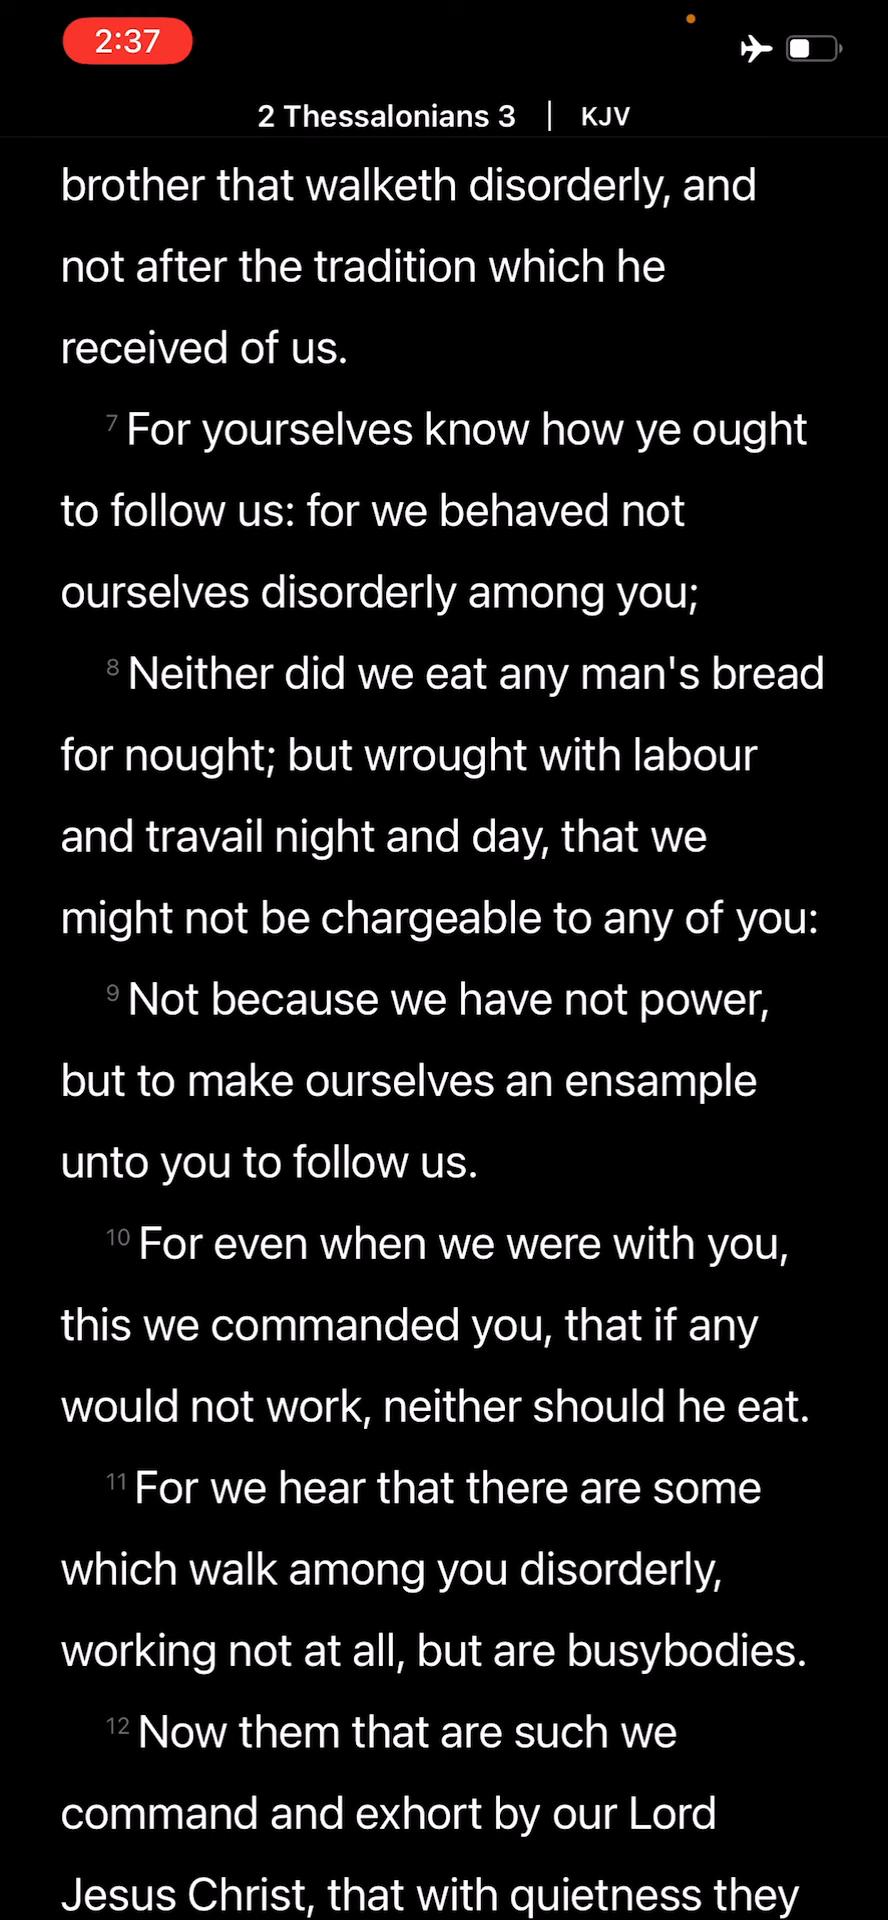 2:37
2 Thessalonians 3 | KJV
brother that walketh disorderly, and
not after the tradition which he
received of us.
7 For yourselves know how ye ought
to follow us: for we behaved not
ourselves disorderly among you;
8 Neither did we eat any man's bread
for nought; but wrought with labour
and travail night and day, that we
might not be chargeable to any of you:
9 Not because we have not power,
but to make ourselves an ensample
unto you to follow us.
10 For even when we were with you,
this we commanded you, that if any
would not work, neither should he eat.
11 For we hear that there are some
which walk among you disorderly,
working not at all, but are busybodies.
12 Now them that are such we
command and exhort by our Lord
Jesus Christ, that with quietness they